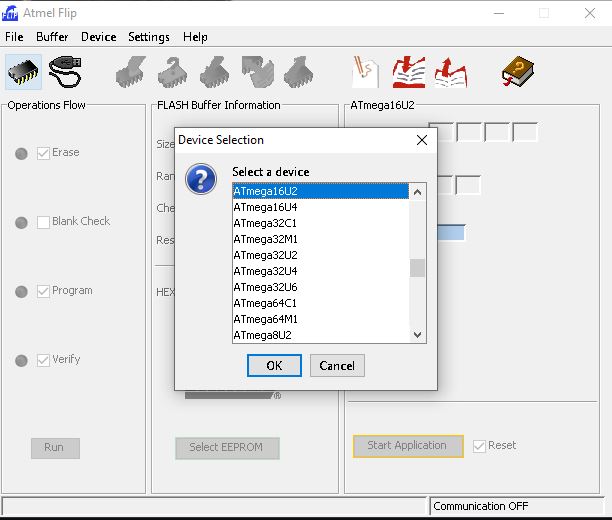 Atmel Flip
File Buffer Device Settings Help
Operations Flow
FLASH Buffer Information
ATmega16U2
Erase
Blank Check
Program
Verify
Run
Size
Ran
Che
Res
HEX
Device Selection
Select a device
ATmega16U2
ATmega16U4
ATmega32C1
ATmega32M1
ATmega32U2
ATmega32U4
ATmega32U6
ATmega64C1
ATmega64M1
ATmega8U2
OK
Cancel
®
Select EEPROM
Start Application
Reset
Communication OFF